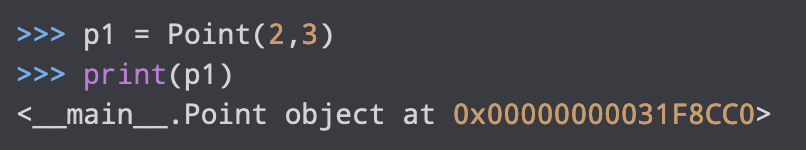 >>> p1 = Point(2,3)
>>> print(p1)
<__main__.Point object at 0x00000000031F8CC0>